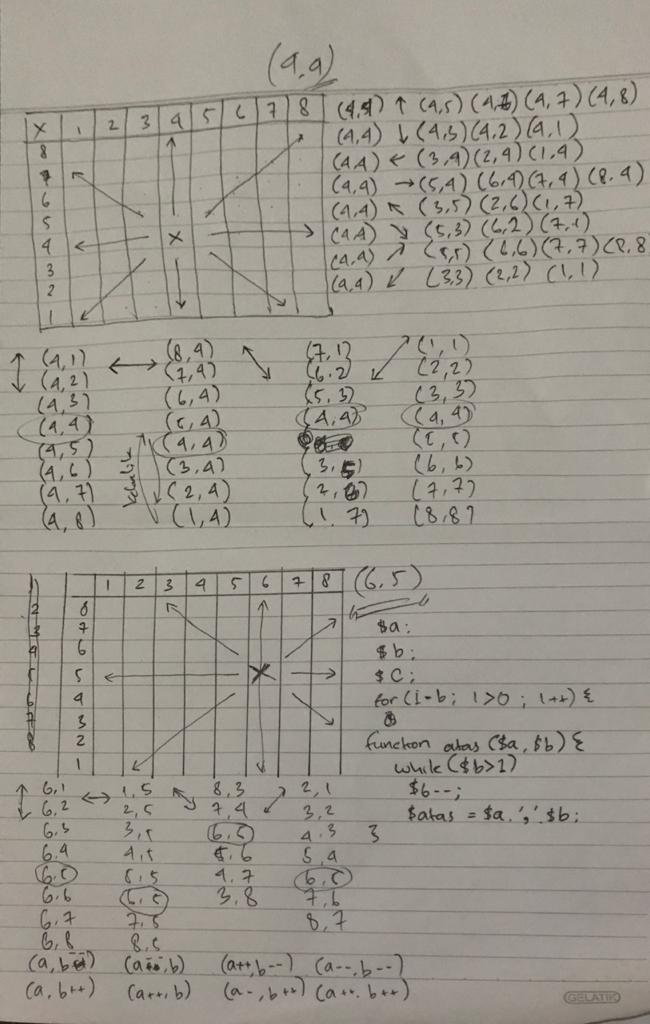 (4,4)
X 1 2 3 4 5 6 7 8
8
7
6
5
4 X
3
2
1
(4,4) ↑ (4,5) (4,6) (4,7) (4,8)
(4,4) ↓ (4,3) (4,2) (4,1)
(4,4) ← (3,4) (2,4) (1,4)
(4,4) → (5,4) (6,4) (7,4) (8,4)
(4,4) ↖ (3,5) (2,6) (1,7)
(4,4) ↘ (5,3) (6,2) (7,1)
(4,4) ↗ (5,5) (6,6) (7,7) (8,8
(4,4) ↙ (3,3) (2,2) (1,1)
↕ (4,1) ↔ (8,4) ↖↘ (7,1) ↗↙ (1,1)
(4,2) (7,4) (6,2) (2,2)
(4,3) (6,4) (5,3) (3,3)
(4,4) (5,4) (4,4) (4,4)
(4,5) (4,4) (5,5)
(4,6) (3,4) (3,5) (6,6)
(4,7) (2,4) (2,6) (7,7)
(4,8) (1,4) (1,7) (8,8)
1 2 3 4 5 6 7 8 (6,5)
8
7
6
5 X
4
3
2
1
1
2
3
4
5
6
7
8
$a;
$b;
$c;
for (i=b; i>0; i++) {
function atas ($a, $b) {
while ($b>1)
$b--;
$atas = $a.','.$b;
}
↕ 6,1 ↔ 1,5 ↖↘ 8,3 ↗↙ 2,1
6,2 2,5 7,4 3,2
6,3 3,5 6,5 4,3
6,4 4,5 5,6 5,4
6,5 5,5 4,7 6,5
6,6 6,5 3,8 7,6
6,7 7,5 8,7
6,8 8,5
(a, b--) (a--, b) (a++, b--) (a--, b--)
(a, b++) (a++, b) (a-, b++) (a++, b++)
GELATIK